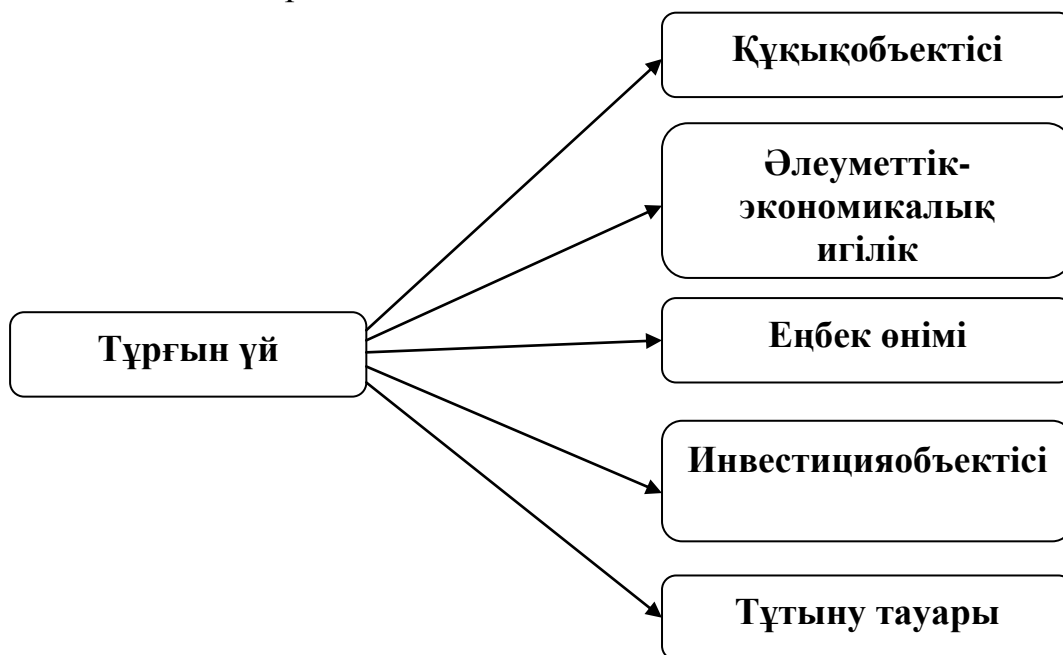 Құқықобъектісі
Әлеуметтік-
экономикалық
игілік
Тұрғын үй
Еңбек өнімі
Инвестицияобъектісі
Тұтыну тауары